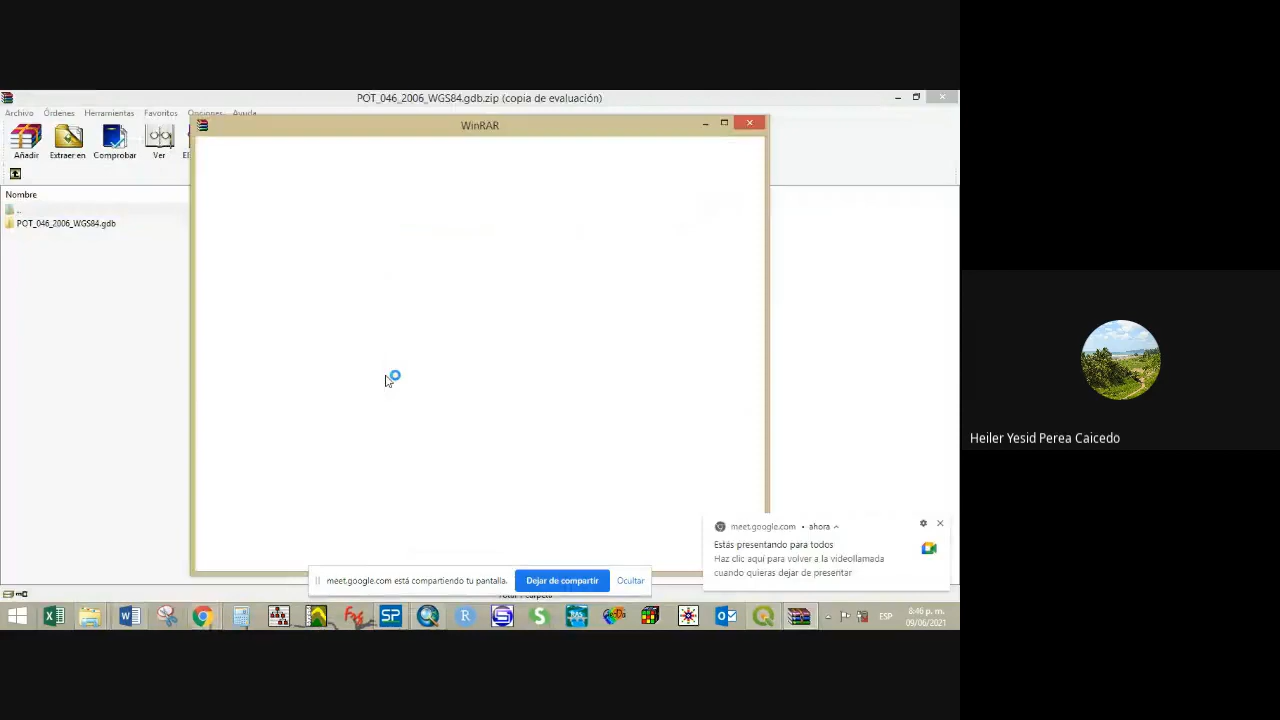 POT_046_2006_WGS84.gdb.zip (copia de evaluación)
Archivo Órdenes Herramientas Favoritos Opciones Ayuda
WinRAR
Añadir Extraer en Comprobar Ver
Nombre
..
POT_046_2006_WGS84.gdb
Heiler Yesid Perea Caicedo
meet.google.com • ahora
Estás presentando para todos
Haz clic aquí para volver a la videollamada
cuando quieras dejar de presentar
meet.google.com está compartiendo tu pantalla. Dejar de compartir Ocultar
ESP
8:46 p. m.
09/06/2021